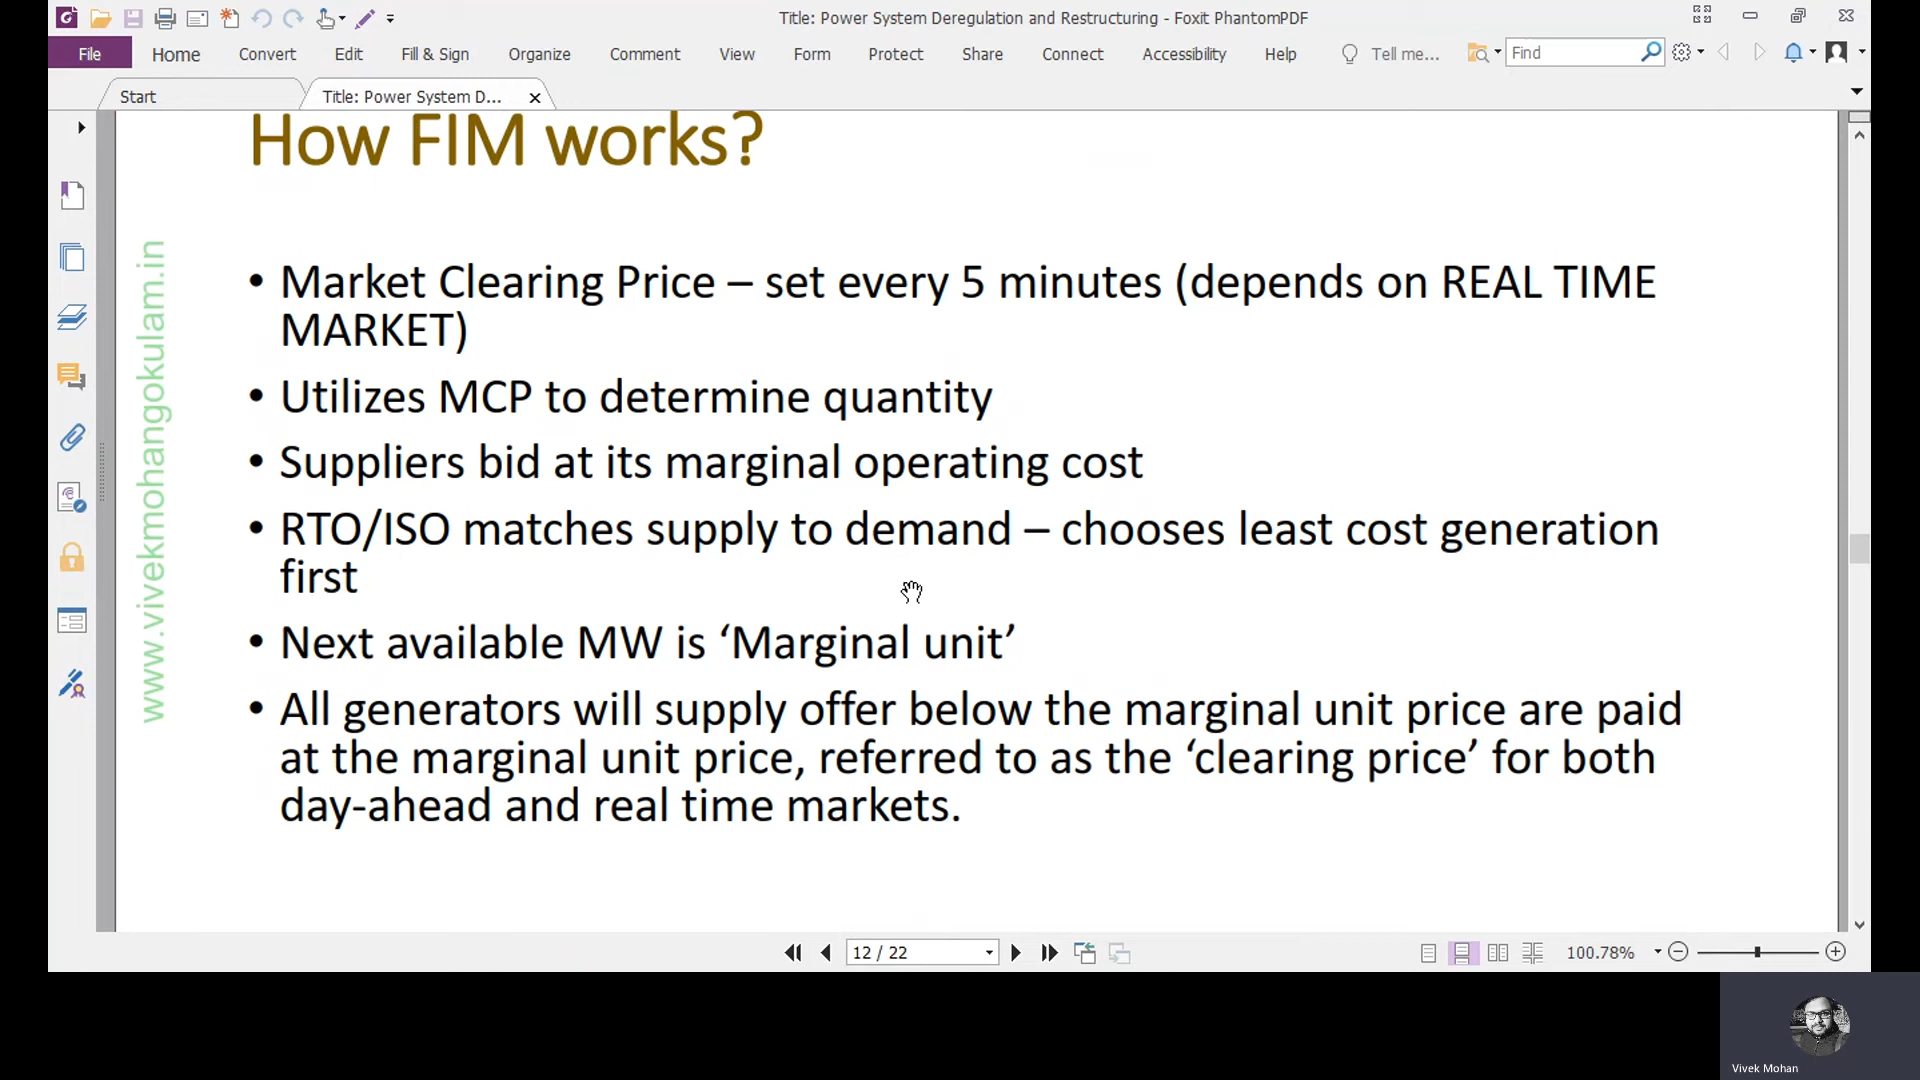 Title: Power System Deregulation and Restructuring - Foxit PhantomPDF
File Home Convert Edit Fill & Sign Organize Comment View Form Protect Share Connect Accessibility Help Tell me... Find
Start Title: Power System D...
How FIM works?
• Market Clearing Price – set every 5 minutes (depends on REAL TIME
MARKET)
• Utilizes MCP to determine quantity
• Suppliers bid at its marginal operating cost
• RTO/ISO matches supply to demand – chooses least cost generation
first
• Next available MW is ‘Marginal unit’
• All generators will supply offer below the marginal unit price are paid
at the marginal unit price, referred to as the ‘clearing price’ for both
day-ahead and real time markets.
www.vivekmohangokulam.in
12 / 22 100.78%
Vivek Mohan